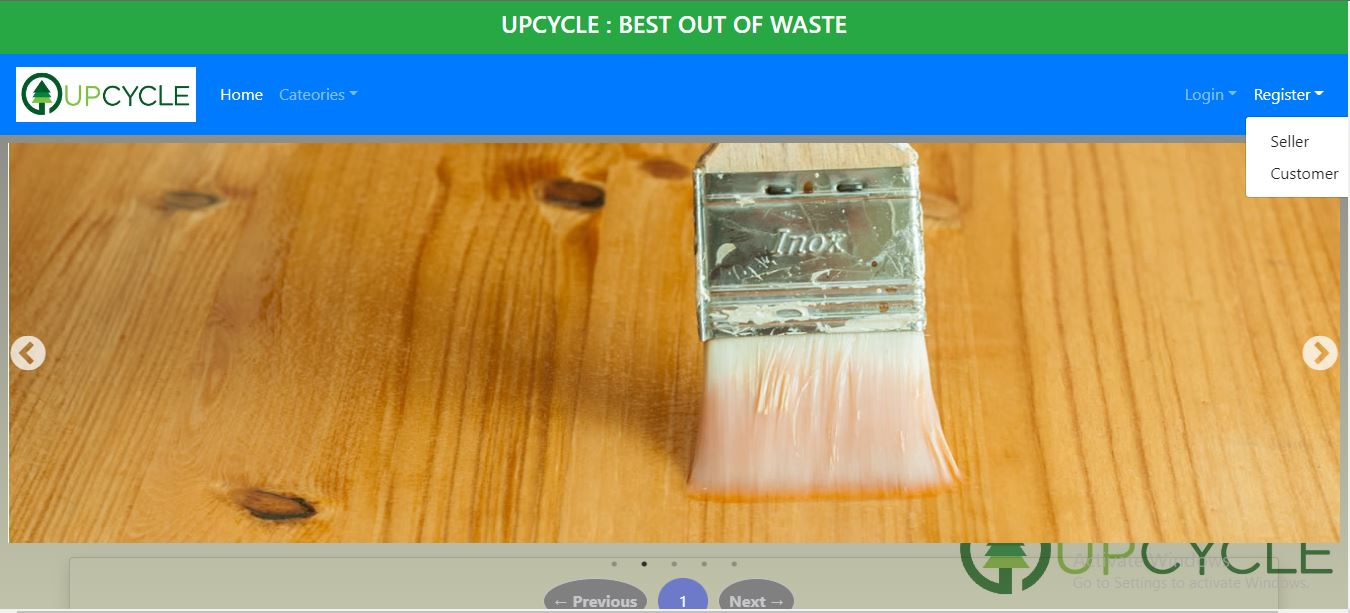 UPCYCLE : BEST OUT OF WASTE
UPCYCLE Home Cateories Login Register
Seller
Customer
Inox
UPCYCLE
Activate Windows
Go to Settings to activate Windows.
← Previous 1 Next →